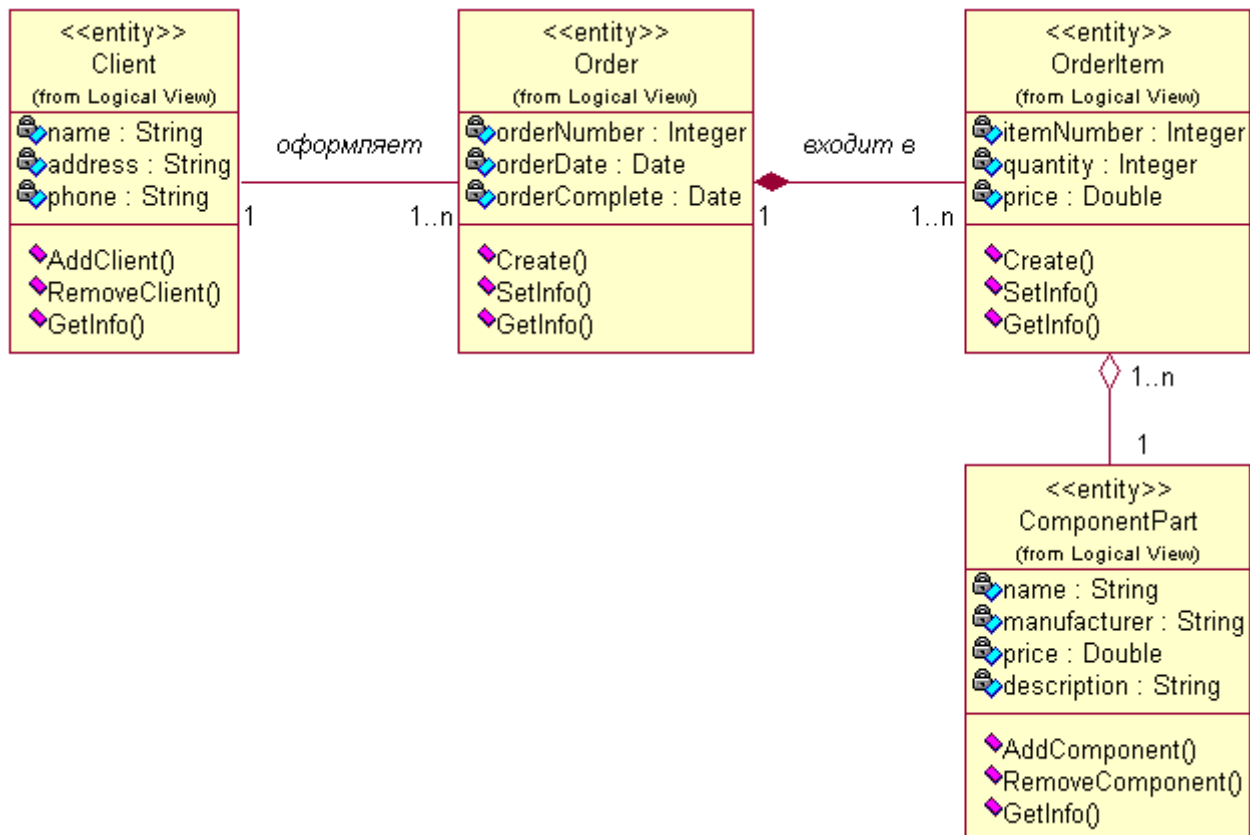 <<entity>>
Client
(from Logical View)
name : String
address : String
phone : String
AddClient()
RemoveClient()
GetInfo()
оформляет
1
1..n
<<entity>>
Order
(from Logical View)
orderNumber : Integer
orderDate : Date
orderComplete : Date
Create()
SetInfo()
GetInfo()
входит в
1
1..n
<<entity>>
OrderItem
(from Logical View)
itemNumber : Integer
quantity : Integer
price : Double
Create()
SetInfo()
GetInfo()
1..n
1
<<entity>>
ComponentPart
(from Logical View)
name : String
manufacturer : String
price : Double
description : String
AddComponent()
RemoveComponent()
GetInfo()